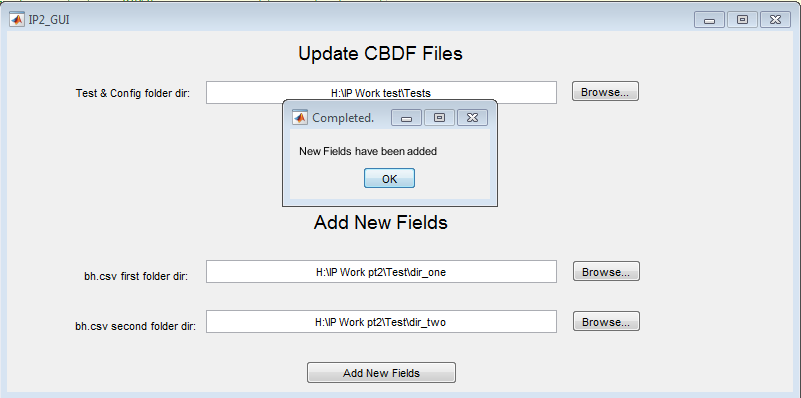 IP2_GUI
Update CBDF Files
Test & Config folder dir: H:\IP Work test\Tests Browse...
Completed.
New Fields have been added
OK
Add New Fields
bh.csv first folder dir: H:\IP Work pt2\Test\dir_one Browse...
bh.csv second folder dir: H:\IP Work pt2\Test\dir_two Browse...
Add New Fields